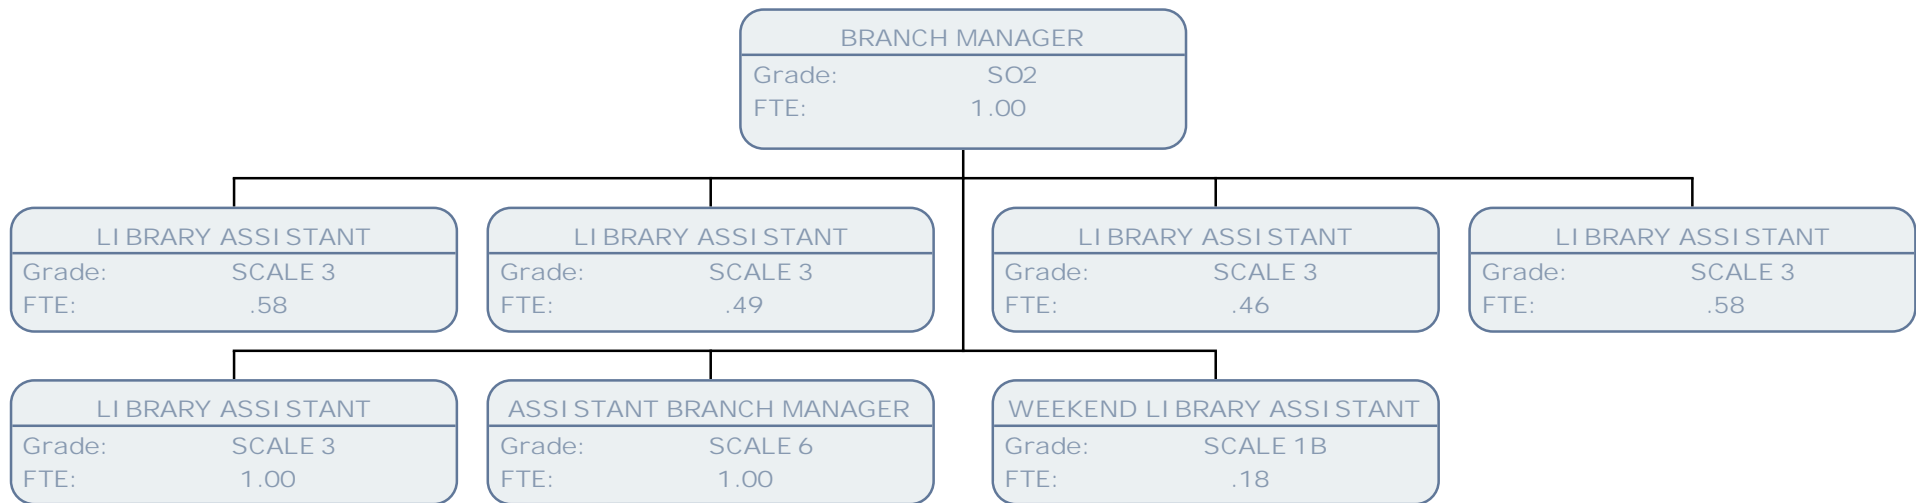 BRANCH MANAGER
Grade: SO2
FTE: 1.00
LIBRARY ASSISTANT
Grade: SCALE 3
FTE: .58
LIBRARY ASSISTANT
Grade: SCALE 3
FTE: .49
LIBRARY ASSISTANT
Grade: SCALE 3
FTE: .46
LIBRARY ASSISTANT
Grade: SCALE 3
FTE: .58
LIBRARY ASSISTANT
Grade: SCALE 3
FTE: 1.00
ASSISTANT BRANCH MANAGER
Grade: SCALE 6
FTE: 1.00
WEEKEND LIBRARY ASSISTANT
Grade: SCALE 1B
FTE: .18